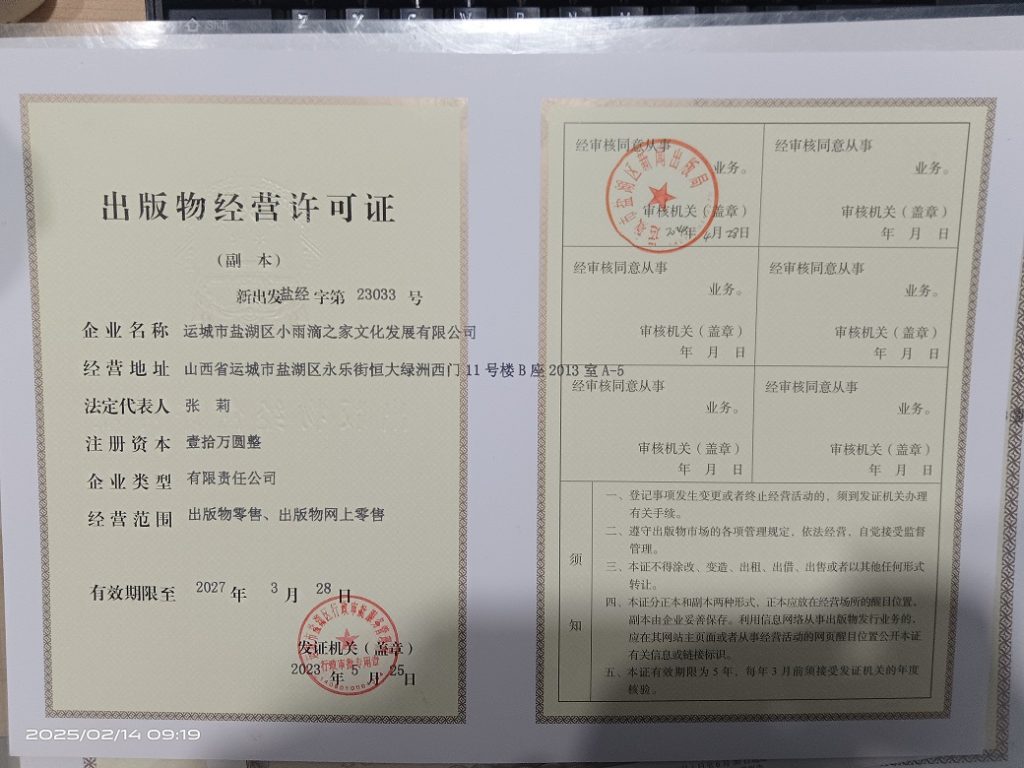 出版物经营许可证
（副 本）
新出发盐经 字第 23033 号
企业名称 运城市盐湖区小雨滴之家文化发展有限公司
经营地址 山西省运城市盐湖区永乐街恒大绿洲西门11号楼B座2013室A-5
法定代表人 张 莉
注册资本 壹拾万圆整
企业类型 有限责任公司
经营范围 出版物零售、出版物网上零售
有效期限至 2027 年 3 月 28 日
发证机关（盖章）
行政审批专用章
2023 年 5 月 25 日
经审核同意从事
业务。
审核机关（盖章）
年 月 日
经审核同意从事
业务。
审核机关（盖章）
年 月 日
经审核同意从事
业务。
审核机关（盖章）
年 月 日
经审核同意从事
业务。
审核机关（盖章）
年 月 日
经审核同意从事
业务。
审核机关（盖章）
年 月 日
经审核同意从事
业务。
审核机关（盖章）
年 月 日
须知
一、登记事项发生变更或者终止经营活动的，须到发证机关办理
有关手续。
二、遵守出版物市场的各项管理规定，依法经营，自觉接受监督
管理。
三、本证不得涂改、变造、出租、出借、出售或者以其他任何形式
转让。
四、本证分正本和副本两种形式，正本应放在经营场所的醒目位置，
副本由企业妥善保存。利用信息网络从事出版物发行业务的，
应在其网站主页面或者从事经营活动的网页醒目位置公开本证
有关信息或链接标识。
五、本证有效期限为5年，每年3月前须接受发证机关的年度
核验。
2025/02/14 09:19